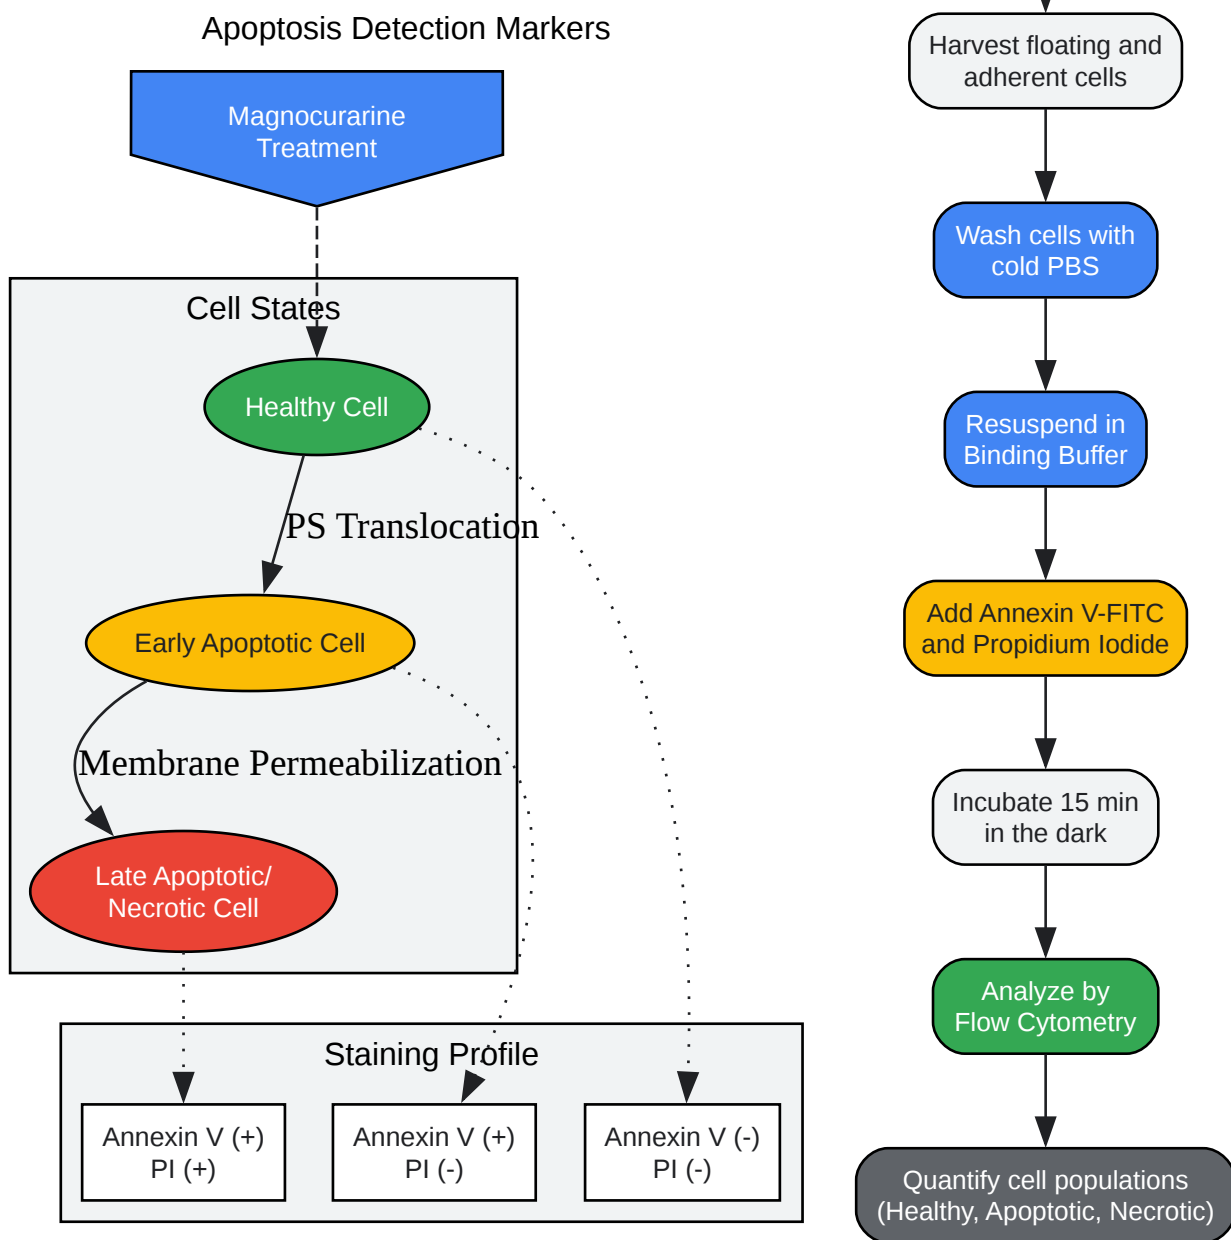 Apoptosis Detection Markers
Magnocurarine
Treatment
Cell States
Healthy Cell
PS Translocation
Early Apoptotic Cell
Membrane Permeabilization
Late Apoptotic/
Necrotic Cell
Staining Profile
Annexin V (+)
PI (+)
Annexin V (+)
PI (-)
Annexin V (-)
PI (-)
Harvest floating and
adherent cells
Wash cells with
cold PBS
Resuspend in
Binding Buffer
Add Annexin V-FITC
and Propidium Iodide
Incubate 15 min
in the dark
Analyze by
Flow Cytometry
Quantify cell populations
(Healthy, Apoptotic, Necrotic)